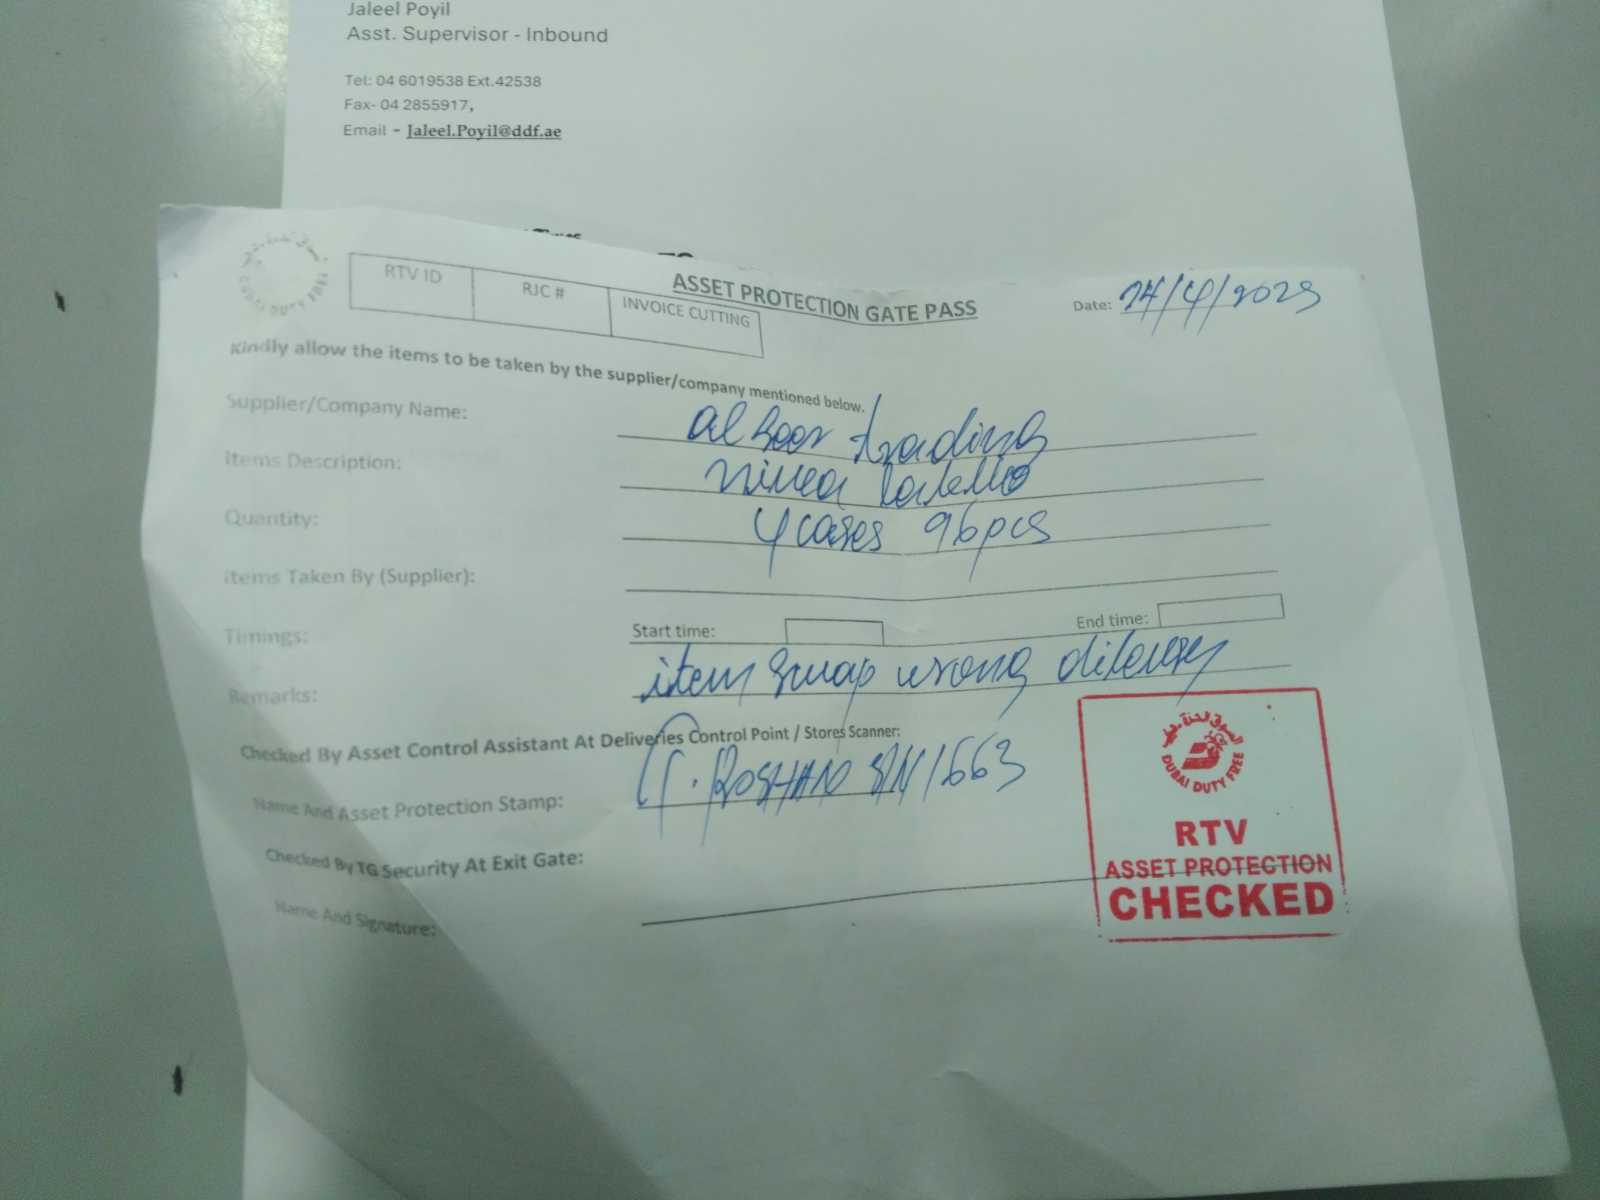 Jaleel Poyil
Asst. Supervisor - Inbound
Tel: 04 6019538 Ext.42538
Fax- 04 2855917,
Email - Jaleel.Poyil@ddf.ae
RTV ID
RJC #
INVOICE CUTTING
ASSET PROTECTION GATE PASS
Date: 24/4/2025
Kindly allow the items to be taken by the supplier/company mentioned below.
Supplier/Company Name: al Seer trading
Items Description: nivea
Quantity: 4 cases 96pcs
Items Taken By (Supplier):
Timings: Start time: End time:
Remarks: item swap wrong
Checked By Asset Control Assistant At Deliveries Control Point / Stores Scanner:
Name And Asset Protection Stamp: ROSHAN S/N 1663
Checked By TG Security At Exit Gate:
Name And Signature:
DUBAI DUTY FREE
RTV
ASSET PROTECTION
CHECKED